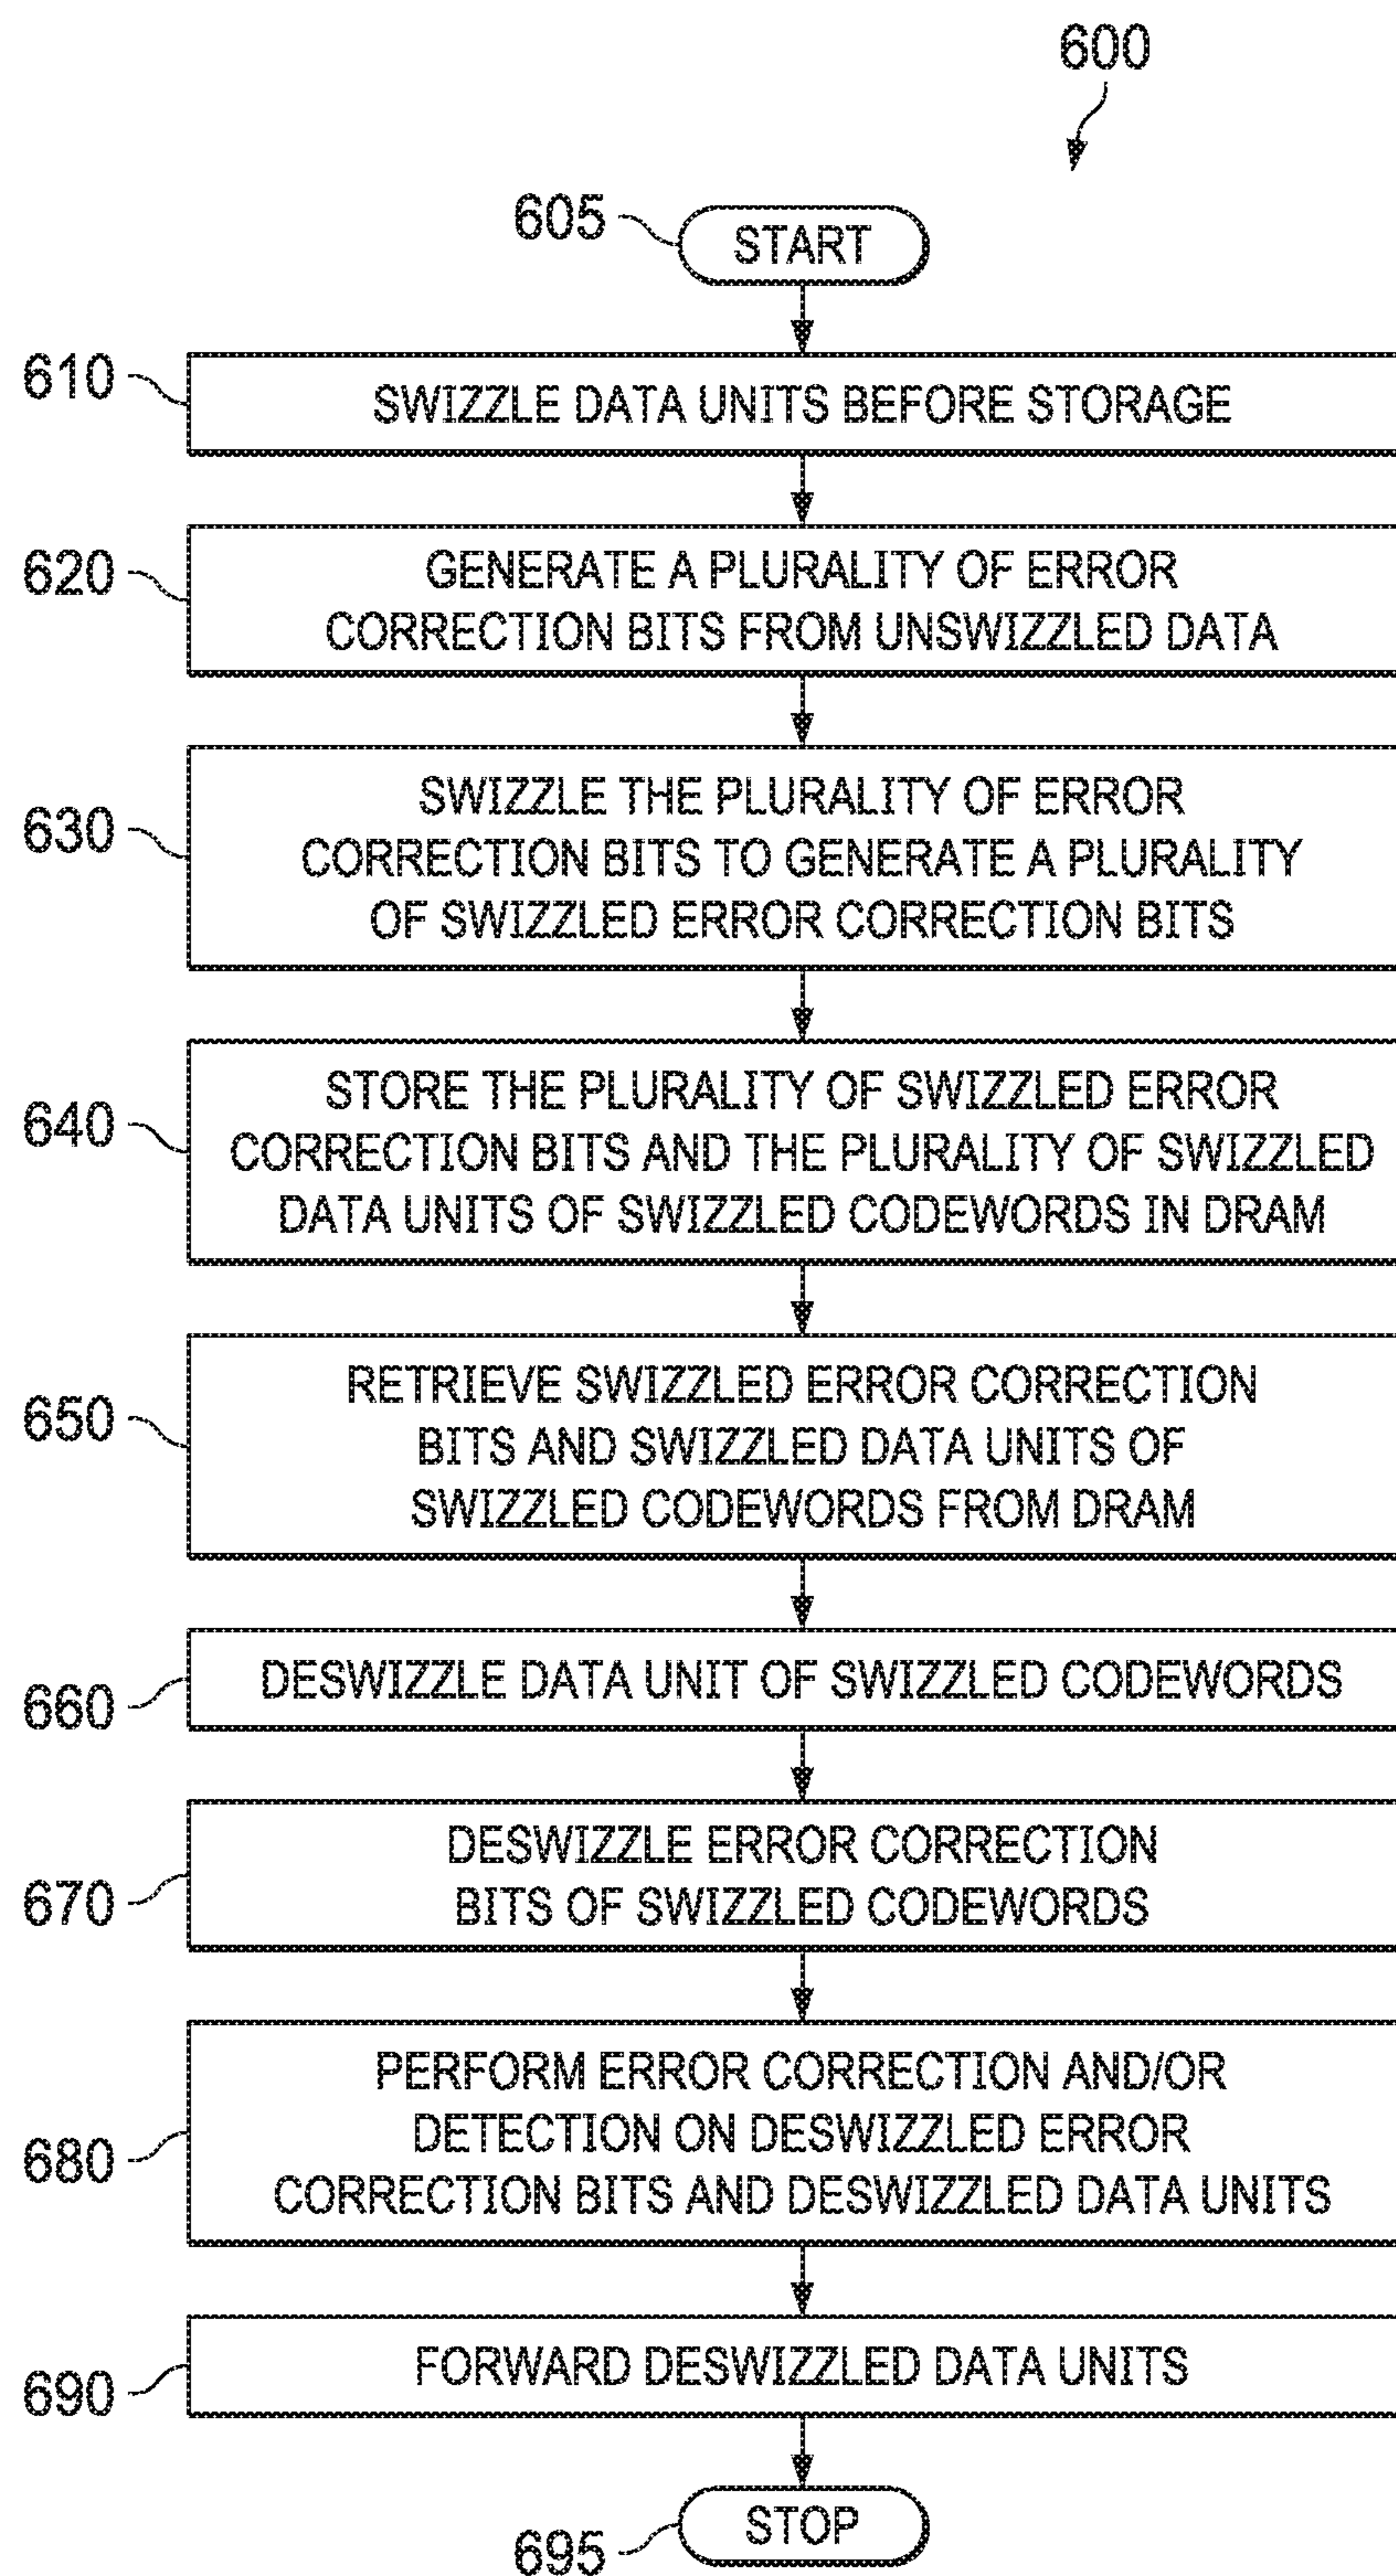 600
605
START
610
SWIZZLE DATA UNITS BEFORE STORAGE
620
GENERATE A PLURALITY OF ERROR
CORRECTION BITS FROM UNSWIZZLED DATA
630
SWIZZLE THE PLURALITY OF ERROR
CORRECTION BITS TO GENERATE A PLURALITY
OF SWIZZLED ERROR CORRECTION BITS
640
STORE THE PLURALITY OF SWIZZLED ERROR
CORRECTION BITS AND THE PLURALITY OF SWIZZLED
DATA UNITS OF SWIZZLED CODEWORDS IN DRAM
650
RETRIEVE SWIZZLED ERROR CORRECTION
BITS AND SWIZZLED DATA UNITS OF
SWIZZLED CODEWORDS FROM DRAM
660
DESWIZZLE DATA UNIT OF SWIZZLED CODEWORDS
670
DESWIZZLE ERROR CORRECTION
BITS OF SWIZZLED CODEWORDS
680
PERFORM ERROR CORRECTION AND/OR
DETECTION ON DESWIZZLED ERROR
CORRECTION BITS AND DESWIZZLED DATA UNITS
690
FORWARD DESWIZZLED DATA UNITS
695
STOP